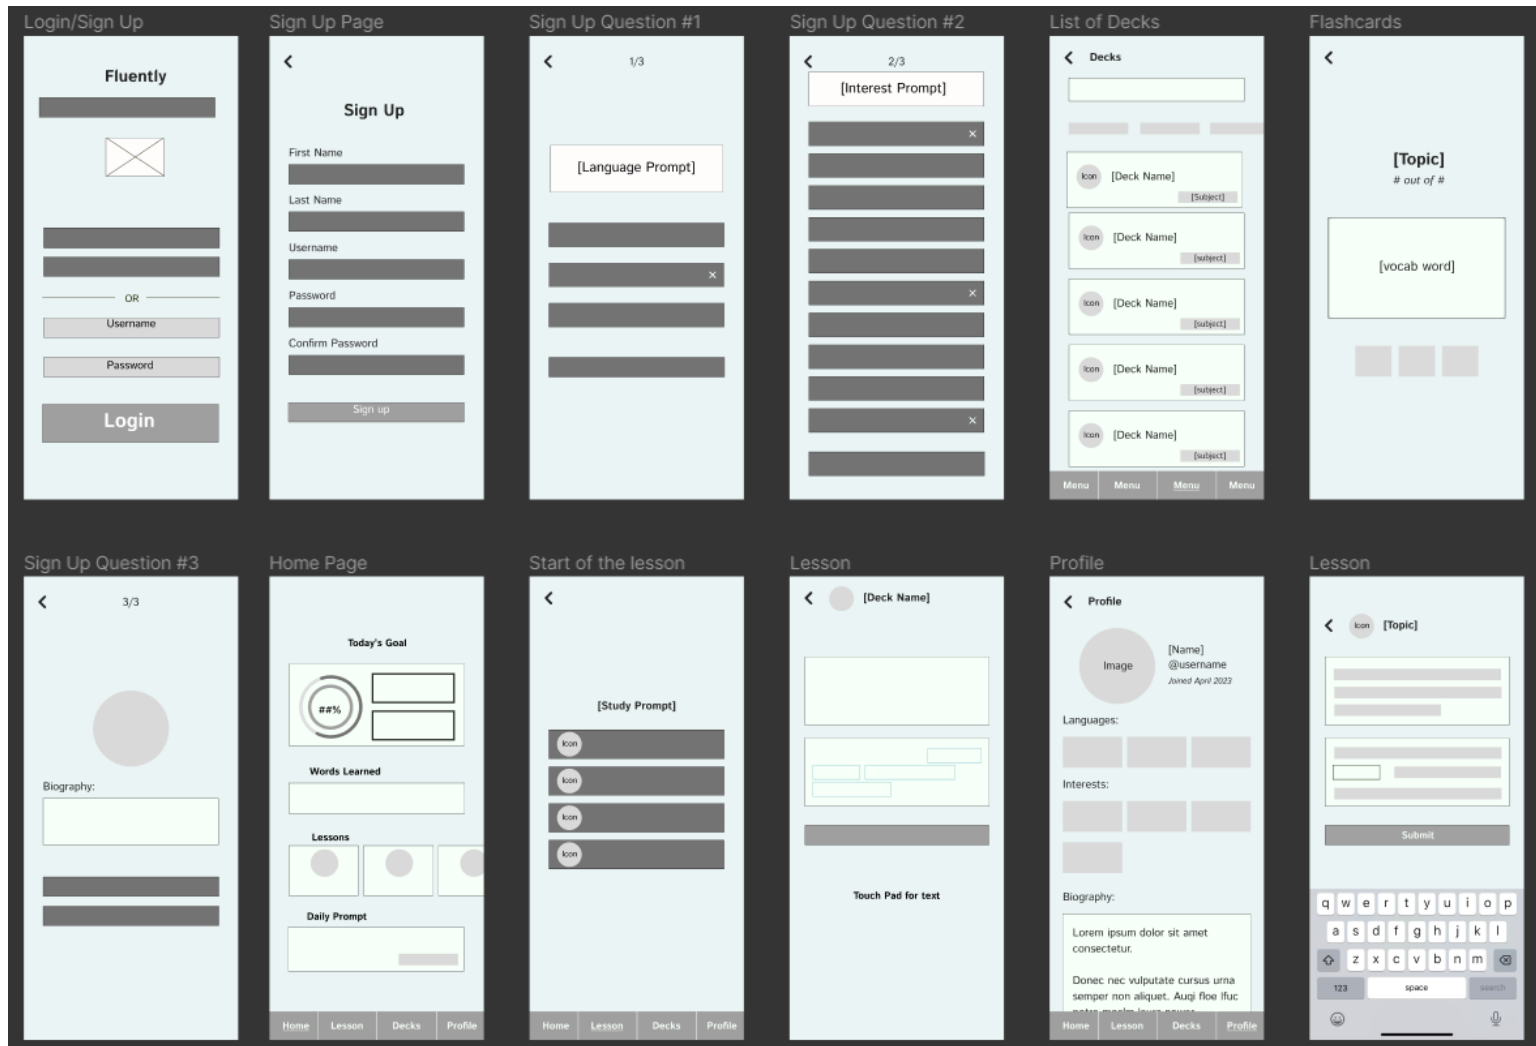 Login/Sign Up
Fluently
OR
Username
Password
Login
Sign Up Page
Sign Up
First Name
Last Name
Username
Password
Confirm Password
Sign up
Sign Up Question #1
1/3
[Language Prompt]
Sign Up Question #2
2/3
[Interest Prompt]
List of Decks
Decks
Icon
[Deck Name]
[Subject]
Icon
[Deck Name]
[subject]
Icon
[Deck Name]
[subject]
Icon
[Deck Name]
[subject]
Icon
[Deck Name]
[subject]
Menu Menu Menu Menu
Flashcards
[Topic]
# out of #
[vocab word]
Sign Up Question #3
3/3
Biography:
Home Page
Today's Goal
##%
Words Learned
Lessons
Daily Prompt
Home Lesson Decks Profile
Start of the lesson
[Study Prompt]
Icon
Icon
Icon
Icon
Home Lesson Decks Profile
Lesson
[Deck Name]
Touch Pad for text
Profile
Profile
Image
[Name]
@username
Joined April 2023
Languages:
Interests:
Biography:
Lorem ipsum dolor sit amet
consectetur.
Donec nec vulputate cursus urna
semper non aliquet. Auqi floe lfuc
Home Lesson Decks Profile
Lesson
Icon [Topic]
Submit
q w e r t y u i o p
a s d f g h j k l
z x c v b n m
123 space search